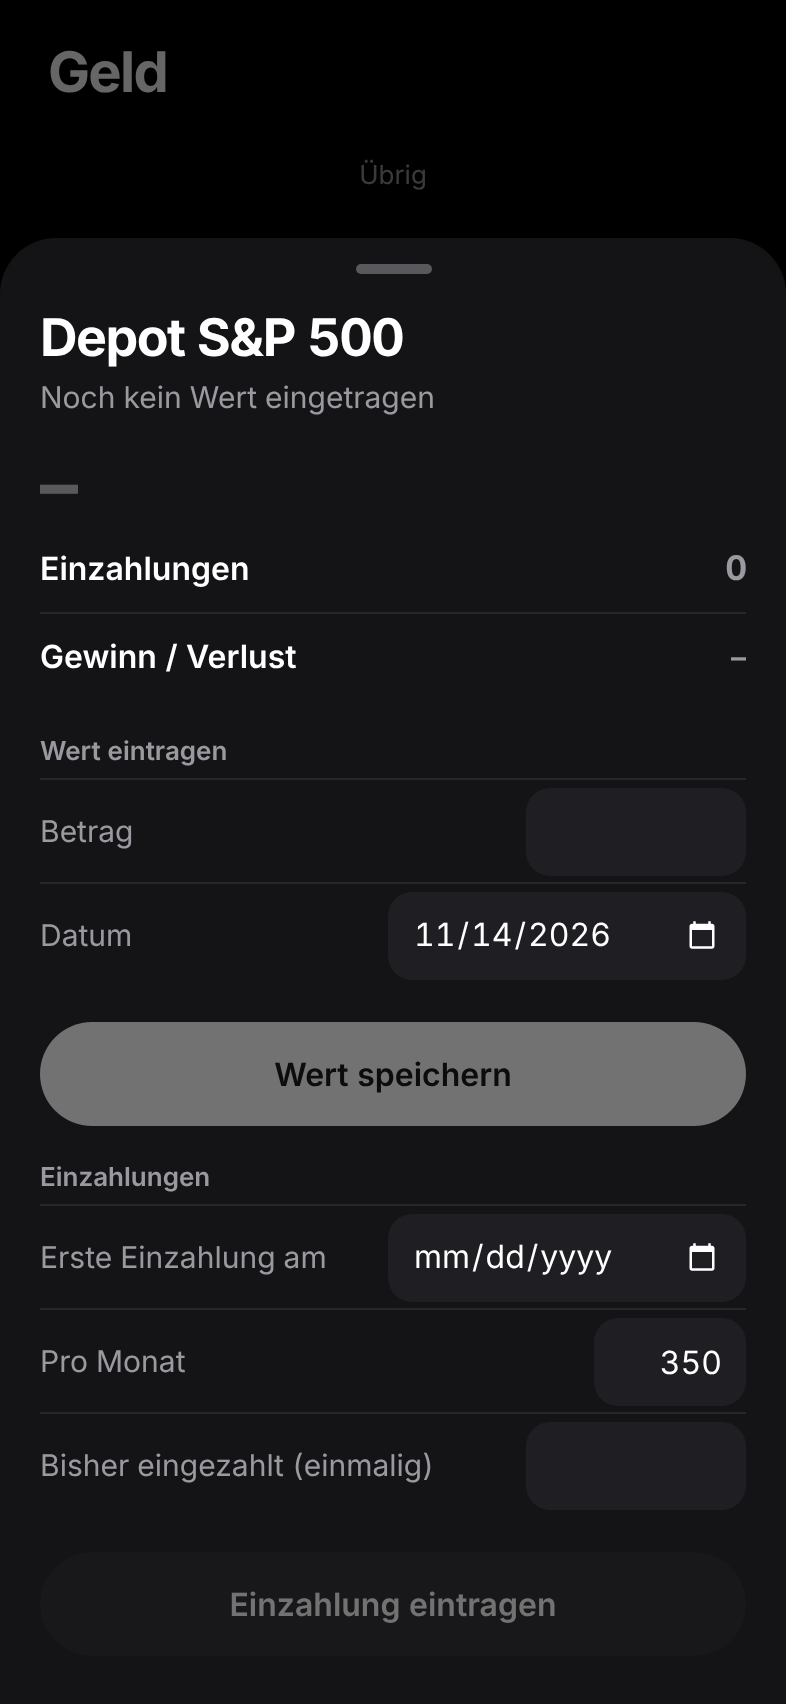 Geld
Übrig
Depot S&P 500
Noch kein Wert eingetragen
–
Einzahlungen 0
Gewinn / Verlust –
Wert eintragen
Betrag
Datum 11/14/2026
Wert speichern
Einzahlungen
Erste Einzahlung am mm/dd/yyyy
Pro Monat 350
Bisher eingezahlt (einmalig)
Einzahlung eintragen